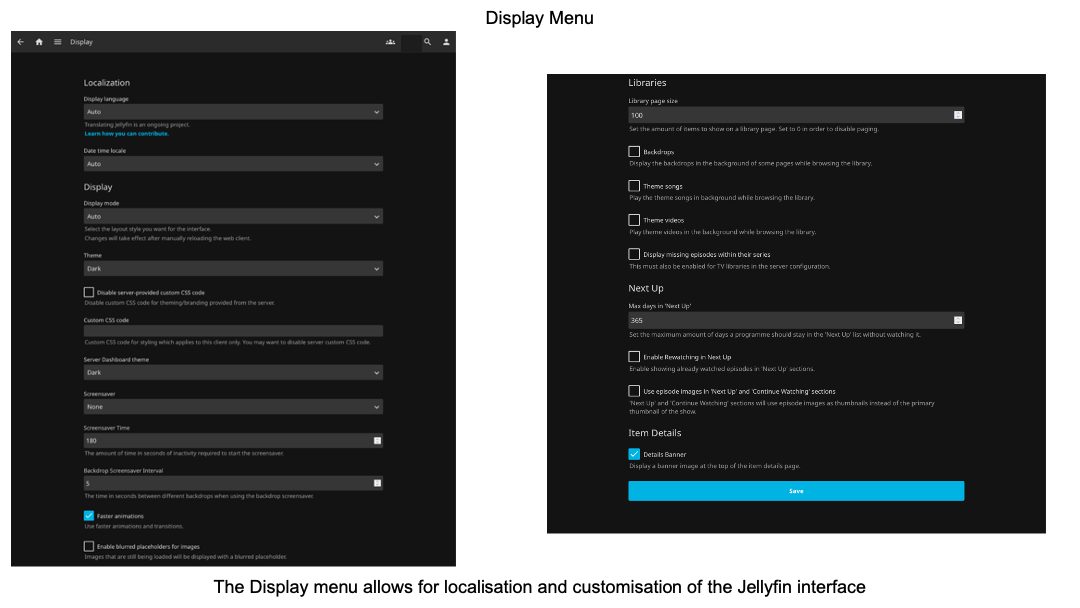 Display Menu
Display
Localization
Display language
Auto
Translating Jellyfin is an ongoing project.
Learn how you can contribute.
Date time locale
Auto
Display
Display mode
Auto
Select the layout style you want for the interface.
Changes will take effect after manually reloading the web client.
Theme
Dark
Disable server-provided custom CSS code
Disable custom CSS code for theming/branding provided from the server.
Custom CSS code
Custom CSS code for styling which applies to this client only. You may want to disable server custom CSS code.
Server Dashboard theme
Dark
Screensaver
None
Screensaver Time
180
The amount of time in seconds of inactivity required to start the screensaver.
Backdrop Screensaver Interval
5
The time in seconds between different backdrops when using the backdrop screensaver.
Faster animations
Use faster animations and transitions.
Enable blurred placeholders for images
Images that are still being loaded will be displayed with a blurred placeholder.
Libraries
Library page size
100
Set the amount of items to show on a library page. Set to 0 in order to disable paging.
Backdrops
Display the backdrops in the background of some pages while browsing the library.
Theme songs
Play the theme songs in background while browsing the library.
Theme videos
Play theme videos in the background while browsing the library.
Display missing episodes within their series
This must also be enabled for TV libraries in the server configuration.
Next Up
Max days in 'Next Up'
365
Set the maximum amount of days a programme should stay in the 'Next Up' list without watching it.
Enable Rewatching in Next Up
Enable showing already watched episodes in 'Next Up' sections.
Use episode images in 'Next Up' and 'Continue Watching' sections
'Next Up' and 'Continue Watching' sections will use episode images as thumbnails instead of the primary
thumbnail of the show.
Item Details
Details Banner
Display a banner image at the top of the item details page.
Save
The Display menu allows for localisation and customisation of the Jellyfin interface